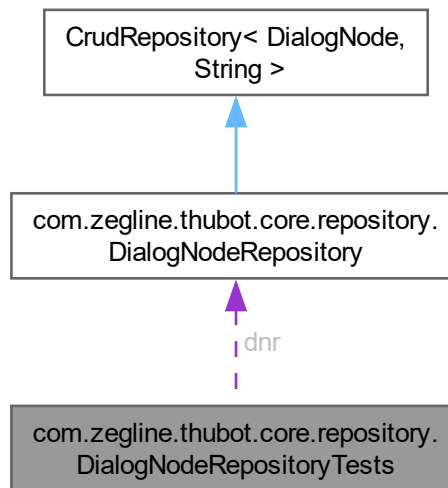 CrudRepository< DialogNode,
String >
com.zegline.thubot.core.repository.
DialogNodeRepository
dnr
com.zegline.thubot.core.repository.
DialogNodeRepositoryTests